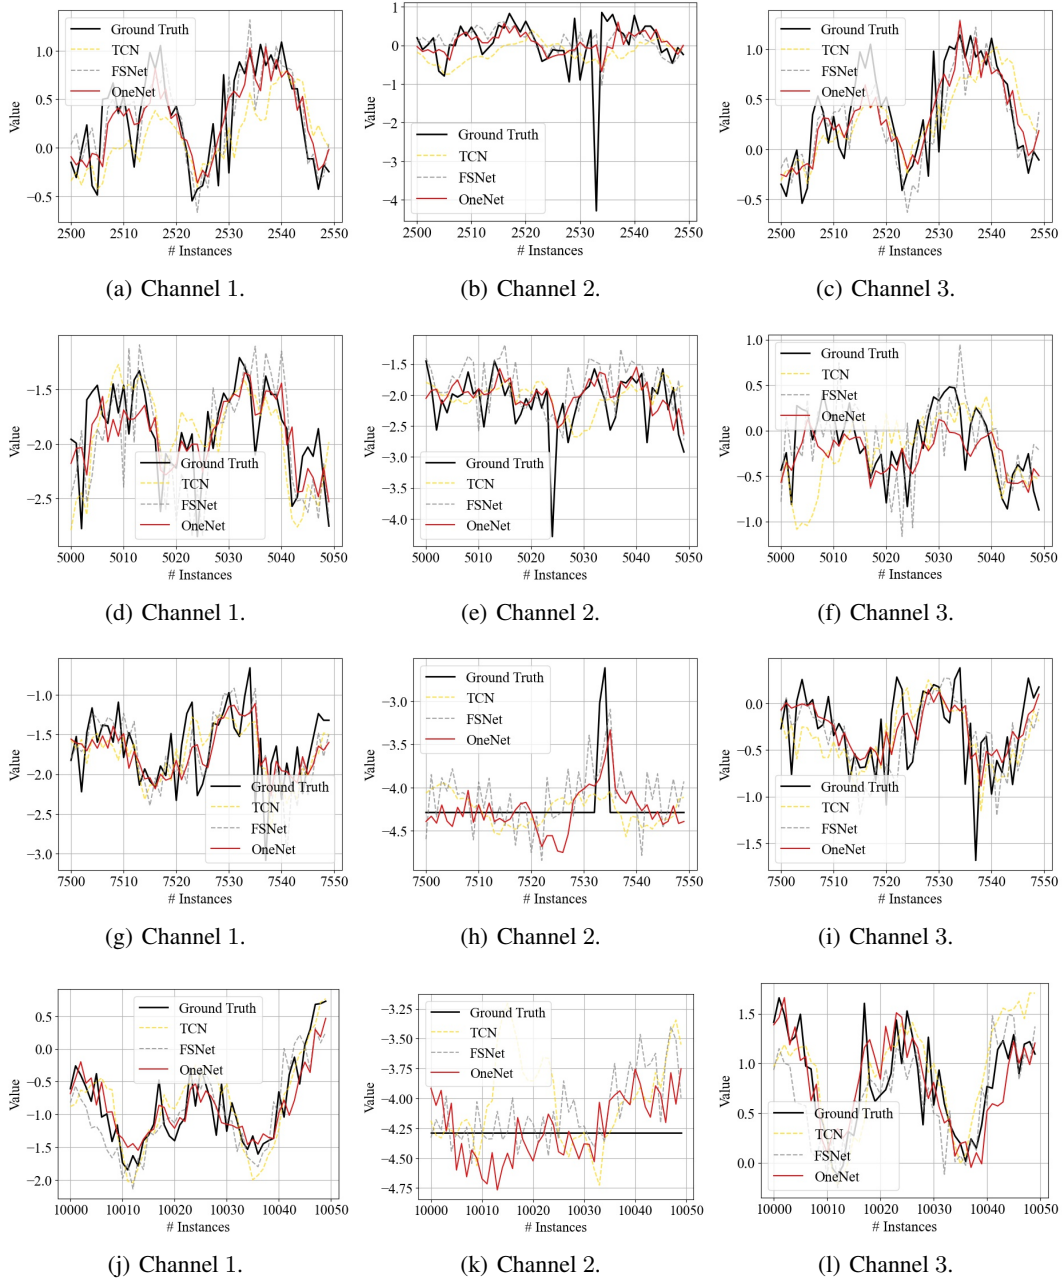 Value
1.0
0.5
0.0
−0.5
Ground Truth
TCN
FSNet
OneNet
2500 2510 2520 2530 2540 2550
# Instances
(a) Channel 1.
Value
1
0
−1
−2
−3
−4
Ground Truth
TCN
FSNet
OneNet
2500 2510 2520 2530 2540 2550
# Instances
(b) Channel 2.
Value
1.0
0.5
0.0
−0.5
Ground Truth
TCN
FSNet
OneNet
2500 2510 2520 2530 2540 2550
# Instances
(c) Channel 3.
Value
−1.5
−2.0
−2.5
Ground Truth
TCN
FSNet
OneNet
5000 5010 5020 5030 5040 5050
# Instances
(d) Channel 1.
Value
−1.5
−2.0
−2.5
−3.0
−3.5
−4.0
Ground Truth
TCN
FSNet
OneNet
5000 5010 5020 5030 5040 5050
# Instances
(e) Channel 2.
Value
1.0
0.5
0.0
−0.5
−1.0
Ground Truth
TCN
FSNet
OneNet
5000 5010 5020 5030 5040 5050
# Instances
(f) Channel 3.
Value
−1.0
−1.5
−2.0
−2.5
−3.0
Ground Truth
TCN
FSNet
OneNet
7500 7510 7520 7530 7540 7550
# Instances
(g) Channel 1.
Value
−3.0
−3.5
−4.0
−4.5
Ground Truth
TCN
FSNet
OneNet
7500 7510 7520 7530 7540 7550
# Instances
(h) Channel 2.
Value
0.0
−0.5
−1.0
−1.5
Ground Truth
TCN
FSNet
OneNet
7500 7510 7520 7530 7540 7550
# Instances
(i) Channel 3.
Value
0.5
0.0
−0.5
−1.0
−1.5
−2.0
Ground Truth
TCN
FSNet
OneNet
10000 10010 10020 10030 10040 10050
# Instances
(j) Channel 1.
Value
−3.25
−3.50
−3.75
−4.00
−4.25
−4.50
−4.75
Ground Truth
TCN
FSNet
OneNet
10000 10010 10020 10030 10040 10050
# Instances
(k) Channel 2.
Value
1.5
1.0
0.5
0.0
Ground Truth
TCN
FSNet
OneNet
10000 10010 10020 10030 10040 10050
# Instances
(l) Channel 3.